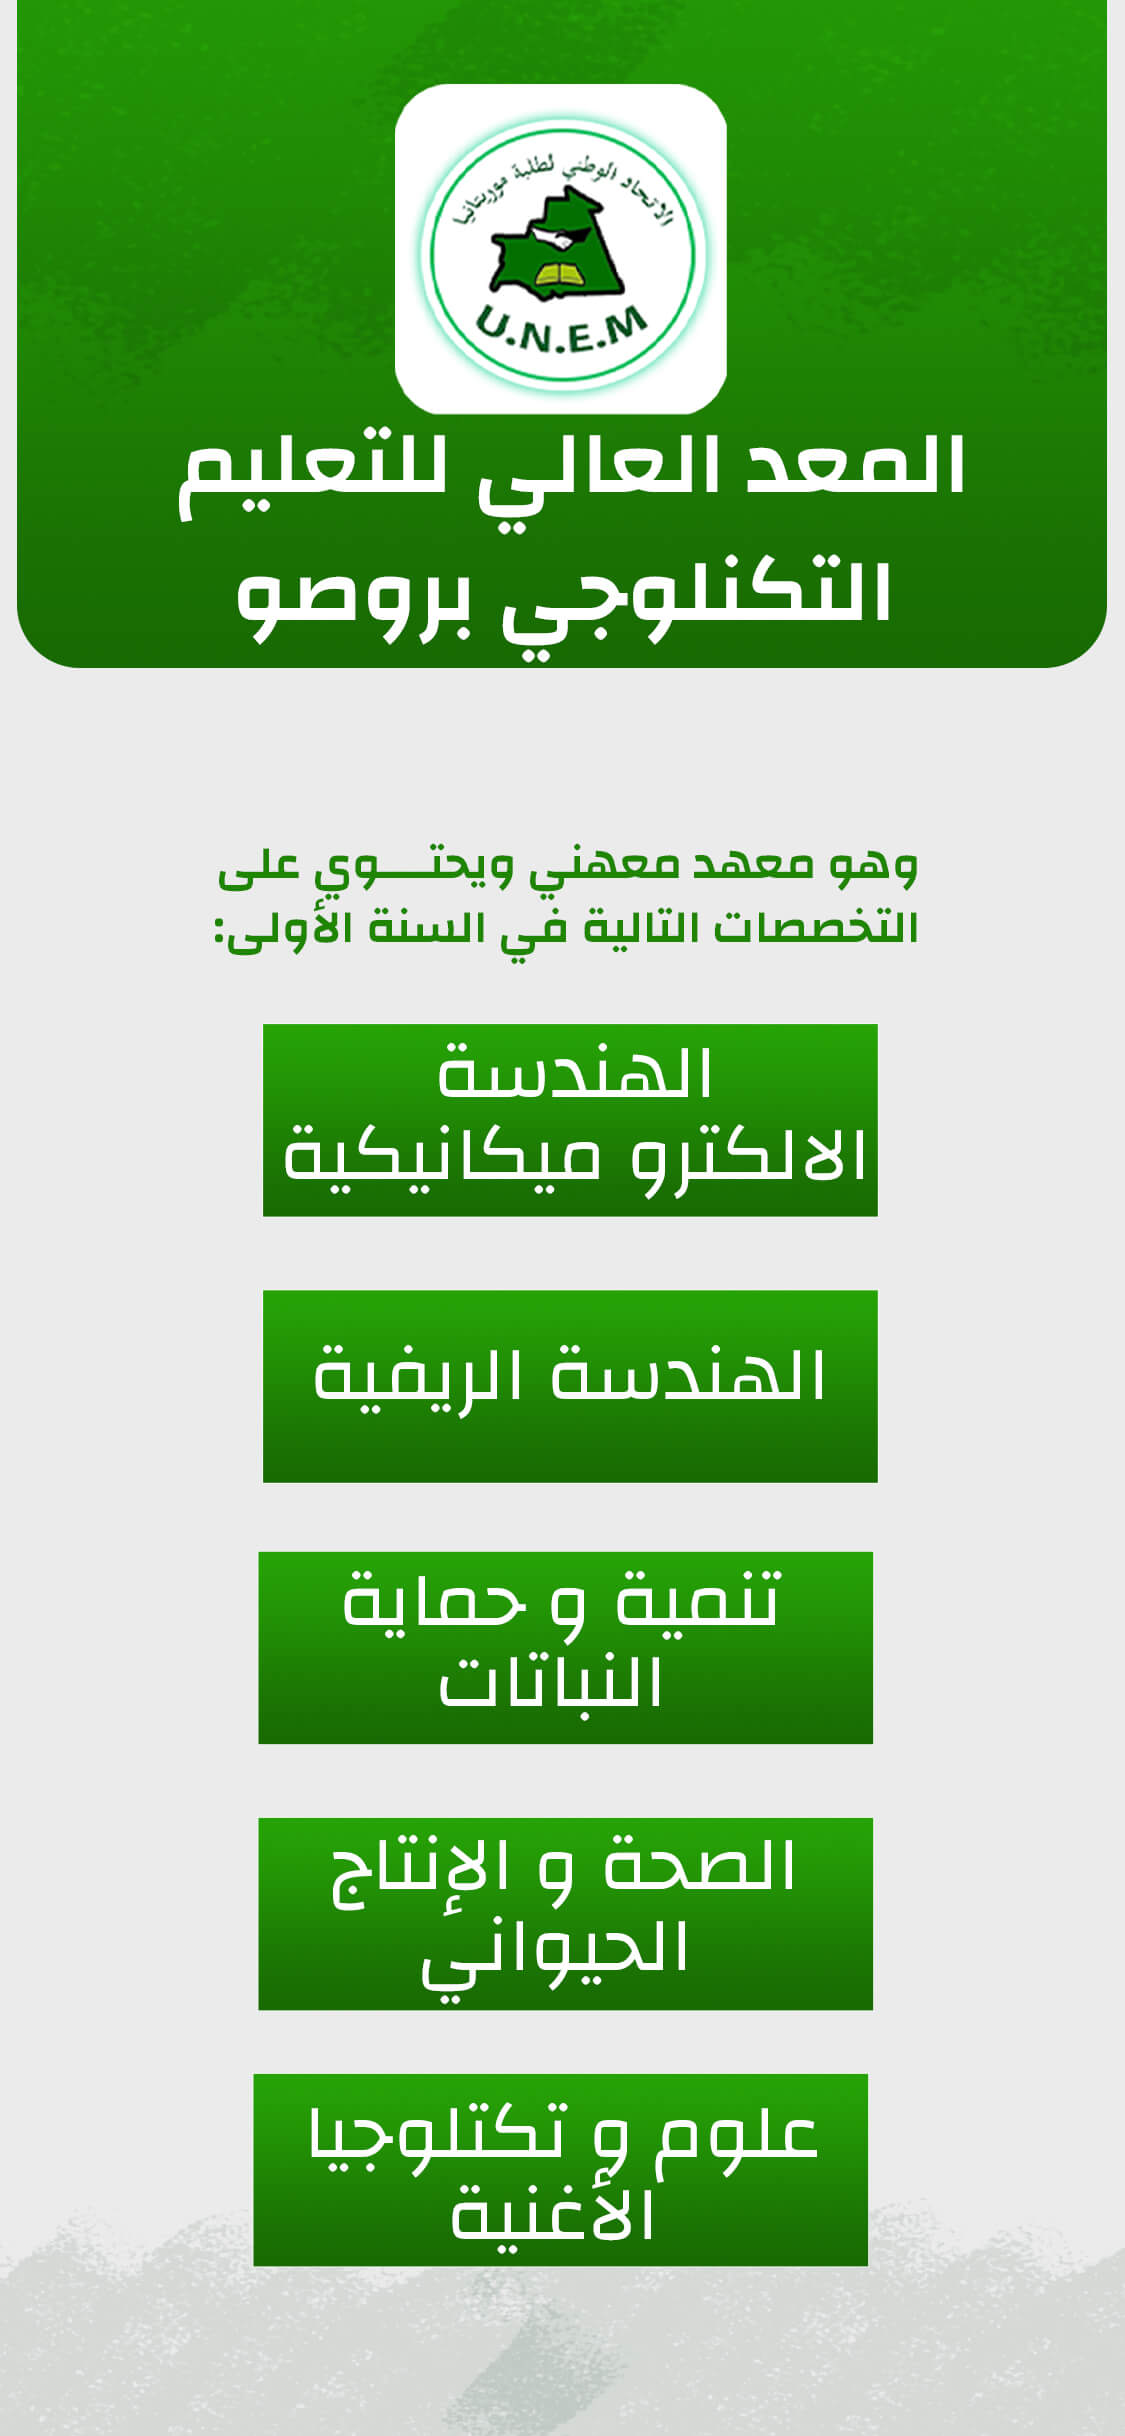 الاتحاد الوطني لطلبة موريتانيا
U.N.E.M
المعد العالي للتعليم
التكنلوجي بروصو
وهو معهد معهني ويحتــــوي على
التخصصات التالية في السنة الأولى:
الهندسة
الالكترو ميكانيكية
الهندسة الريفية
تنمية و حماية
النباتات
الصحة و الإنتاج
الحيواني
علوم و تكتلوجيا
الأغنية